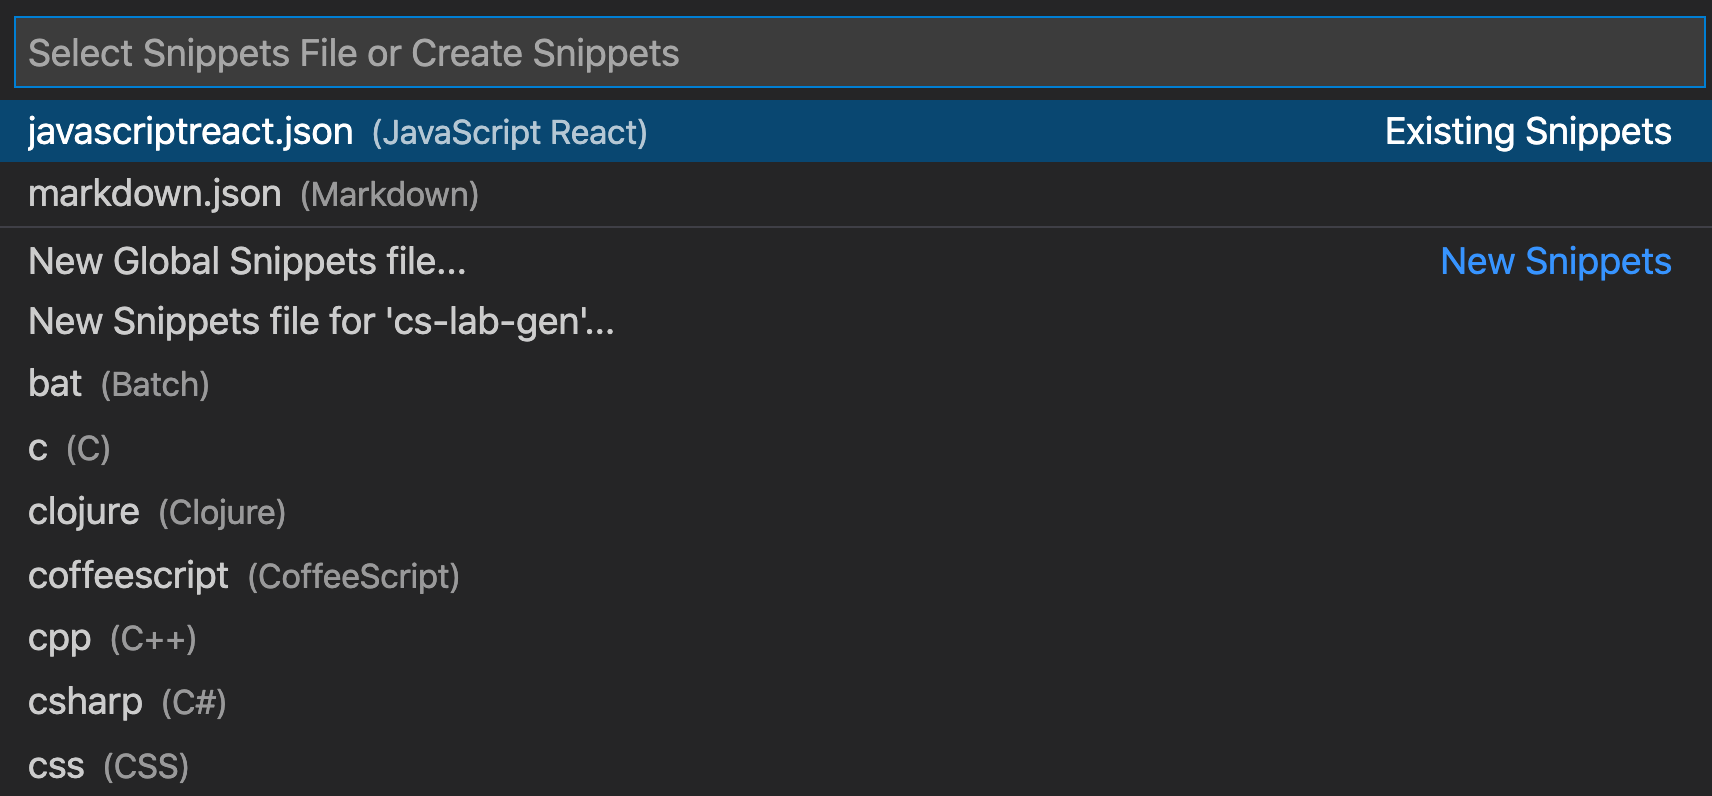 Select Snippets File or Create Snippets
javascriptreact.json (JavaScript React) Existing Snippets
markdown.json (Markdown)
New Global Snippets file... New Snippets
New Snippets file for 'cs-lab-gen'...
bat (Batch)
c (C)
clojure (Clojure)
coffeescript (CoffeeScript)
cpp (C++)
csharp (C#)
css (CSS)